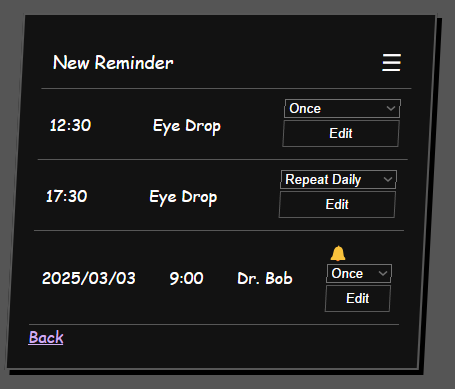 New Reminder ☰
12:30 Eye Drop Once
Edit
17:30 Eye Drop Repeat Daily
Edit
2025/03/03 9:00 Dr. Bob Once
Edit
Back